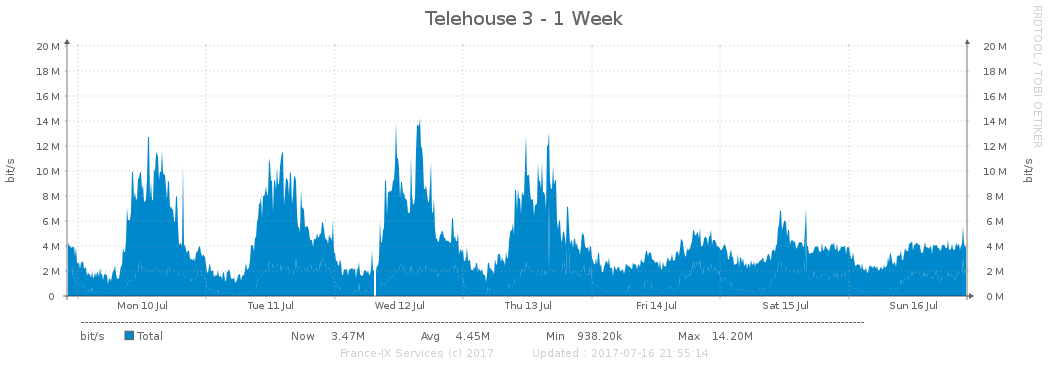 Telehouse 3 - 1 Week
RRDTOOL / TOBI OETIKER
bit/s
bit/s
20 M 20 M
18 M 18 M
16 M 16 M
14 M 14 M
12 M 12 M
10 M 10 M
8 M 8 M
6 M 6 M
4 M 4 M
2 M 2 M
0 0 M
Mon 10 Jul Tue 11 Jul Wed 12 Jul Thu 13 Jul Fri 14 Jul Sat 15 Jul Sun 16 Jul
bit/s Total Now 3.47M Avg 4.45M Min 938.20k Max 14.20M
France-IX Services (c) 2017 Updated : 2017-07-16 21:55:14